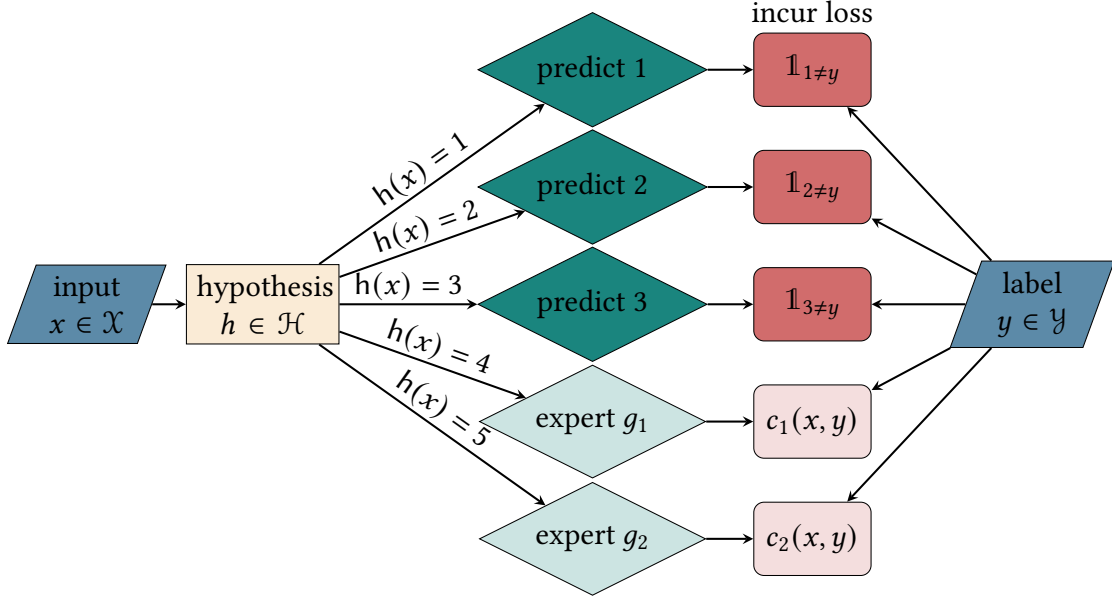 incur loss
predict 1
𝟙₁≠y
h(x) = 1
predict 2
𝟙₂≠y
h(x) = 2
input
x ∈ 𝒳
hypothesis
h ∈ ℋ
h(x) = 3
predict 3
𝟙₃≠y
label
y ∈ 𝒴
h(x) = 4
expert g₁
c₁(x, y)
h(x) = 5
expert g₂
c₂(x, y)